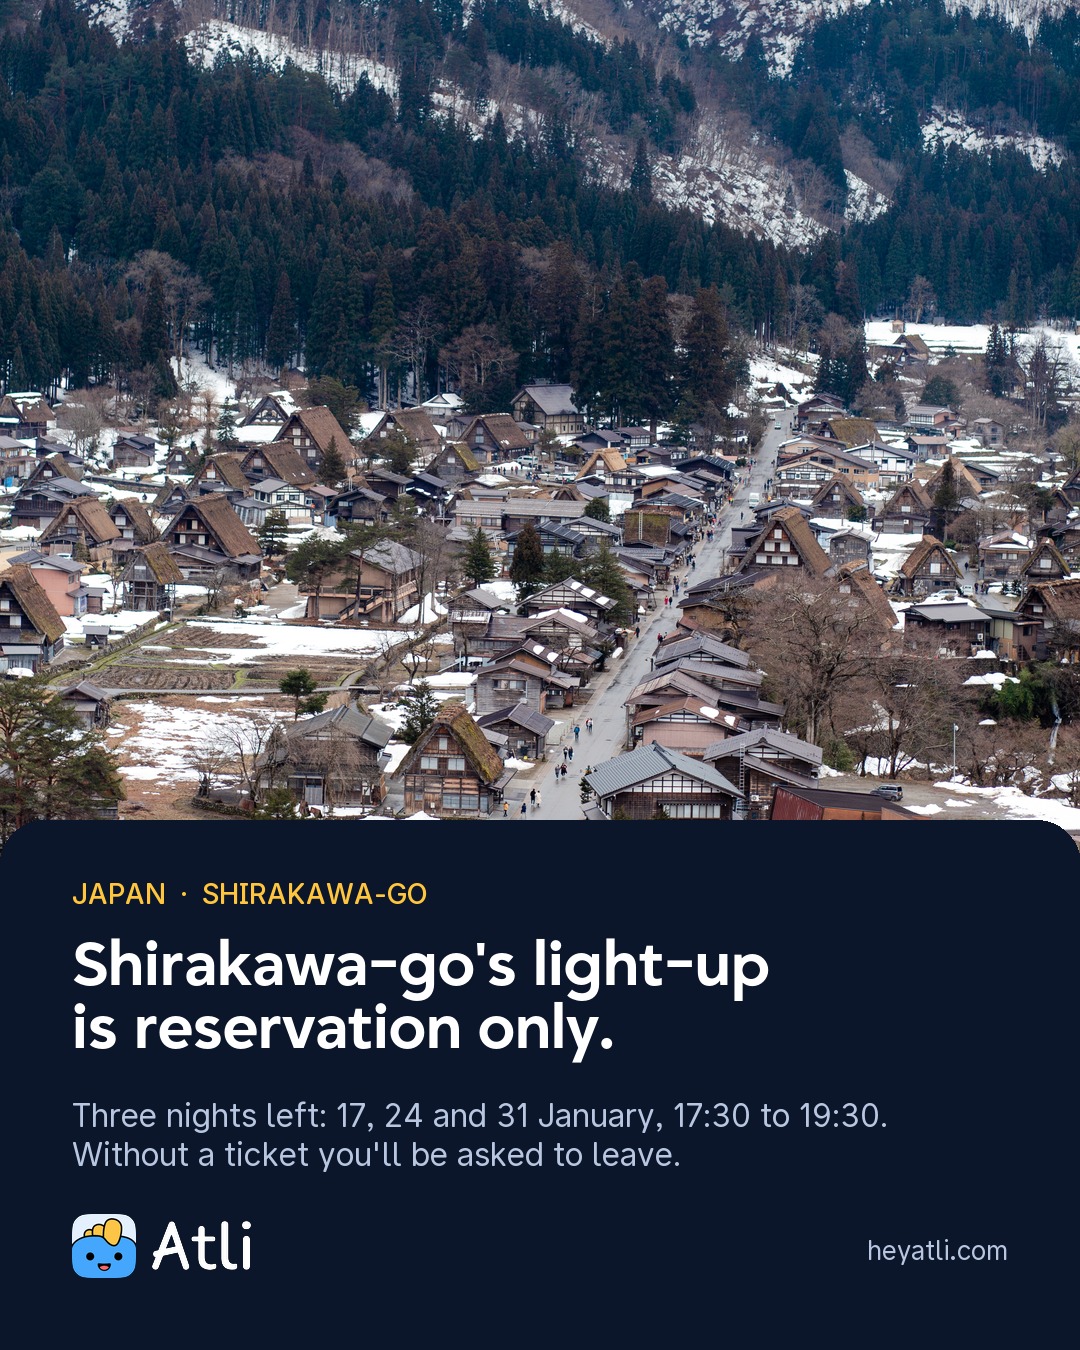 JAPAN · SHIRAKAWA-GO
Shirakawa-go's light-up
is reservation only.
Three nights left: 17, 24 and 31 January, 17:30 to 19:30.
Without a ticket you'll be asked to leave.
Atli
heyatli.com